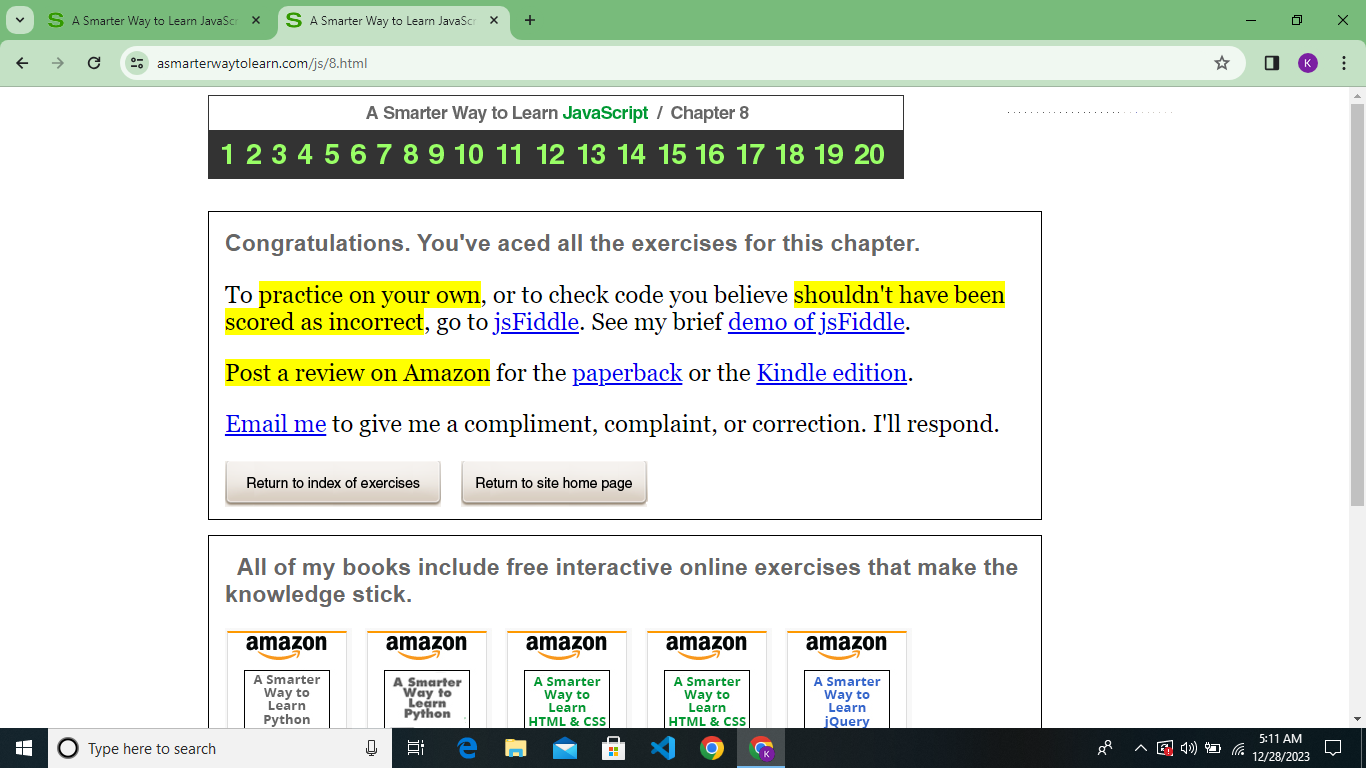 A Smarter Way to Learn JavaSc
A Smarter Way to Learn JavaSc
asmarterwaytolearn.com/js/8.html
K
A Smarter Way to Learn JavaScript / Chapter 8
1 2 3 4 5 6 7 8 9 10 11 12 13 14 15 16 17 18 19 20
Congratulations. You've aced all the exercises for this chapter.
To practice on your own, or to check code you believe shouldn't have been
scored as incorrect, go to jsFiddle. See my brief demo of jsFiddle.
Post a review on Amazon for the paperback or the Kindle edition.
Email me to give me a compliment, complaint, or correction. I'll respond.
Return to index of exercises Return to site home page
All of my books include free interactive online exercises that make the
knowledge stick.
amazon amazon amazon amazon amazon
A Smarter A Smarter A Smarter A Smarter A Smarter
Way to Way to Way to Way to Way to
Learn Learn Learn Learn Learn
Python Python HTML & CSS HTML & CSS jQuery
Type here to search
K
5:11 AM
12/28/2023